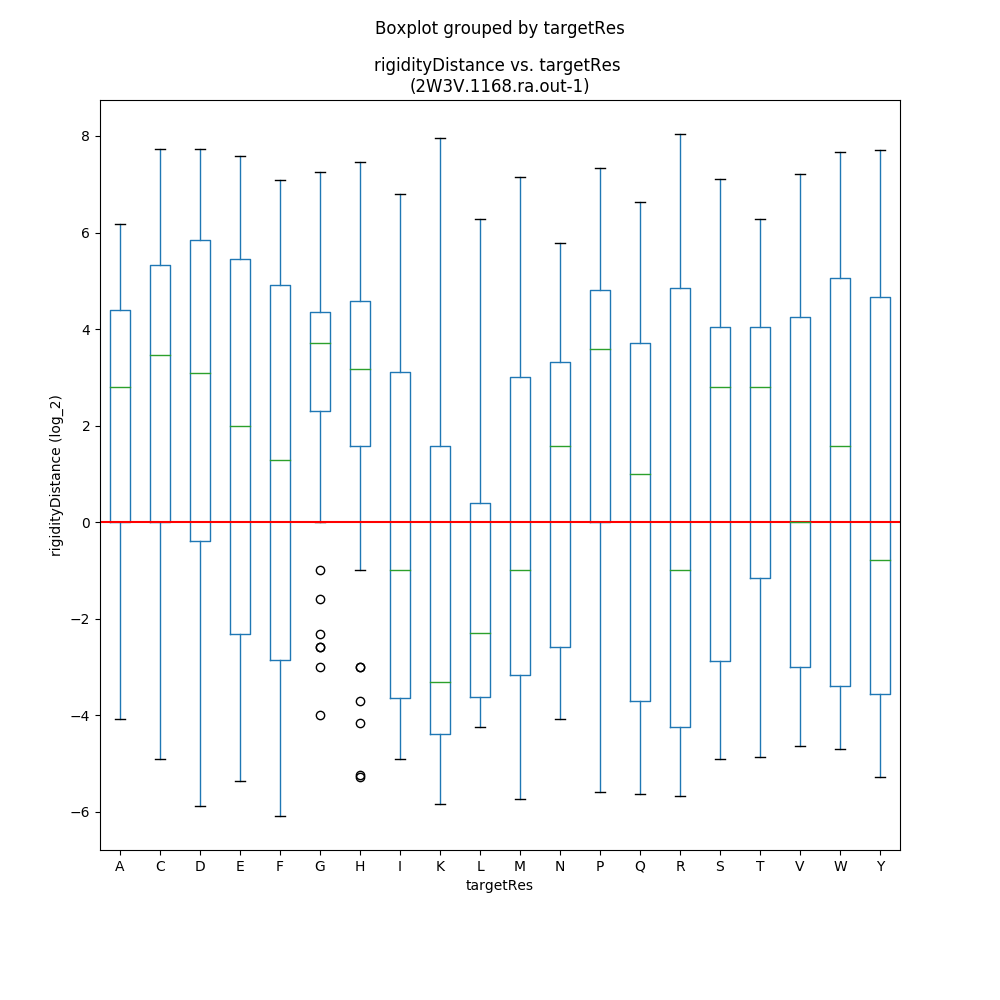 Boxplot grouped by targetRes
rigidityDistance vs. targetRes
(2W3V.1168.ra.out-1)
rigidityDistance (log_2)
8
6
4
2
0
−2
−4
−6
A C D E F G H I K L M N P Q R S T V W Y
targetRes